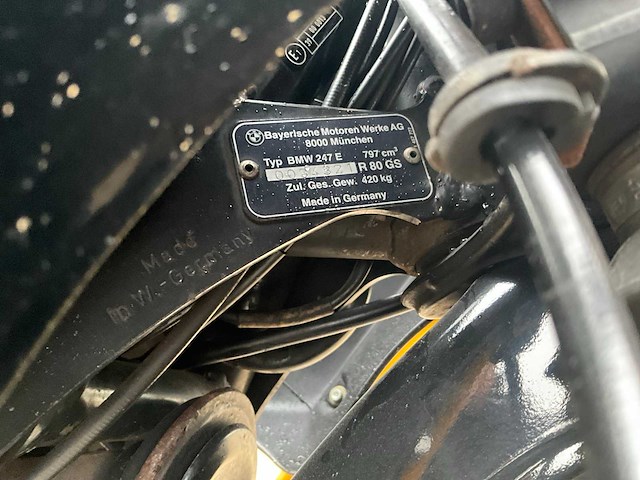 E1
Bayerische Motoren Werke AG
8000 München
Typ BMW 247 E 797 cm³
R 80 GS
Zul. Ges. Gew. 420 kg
Made in Germany
Made
in W.-Germany